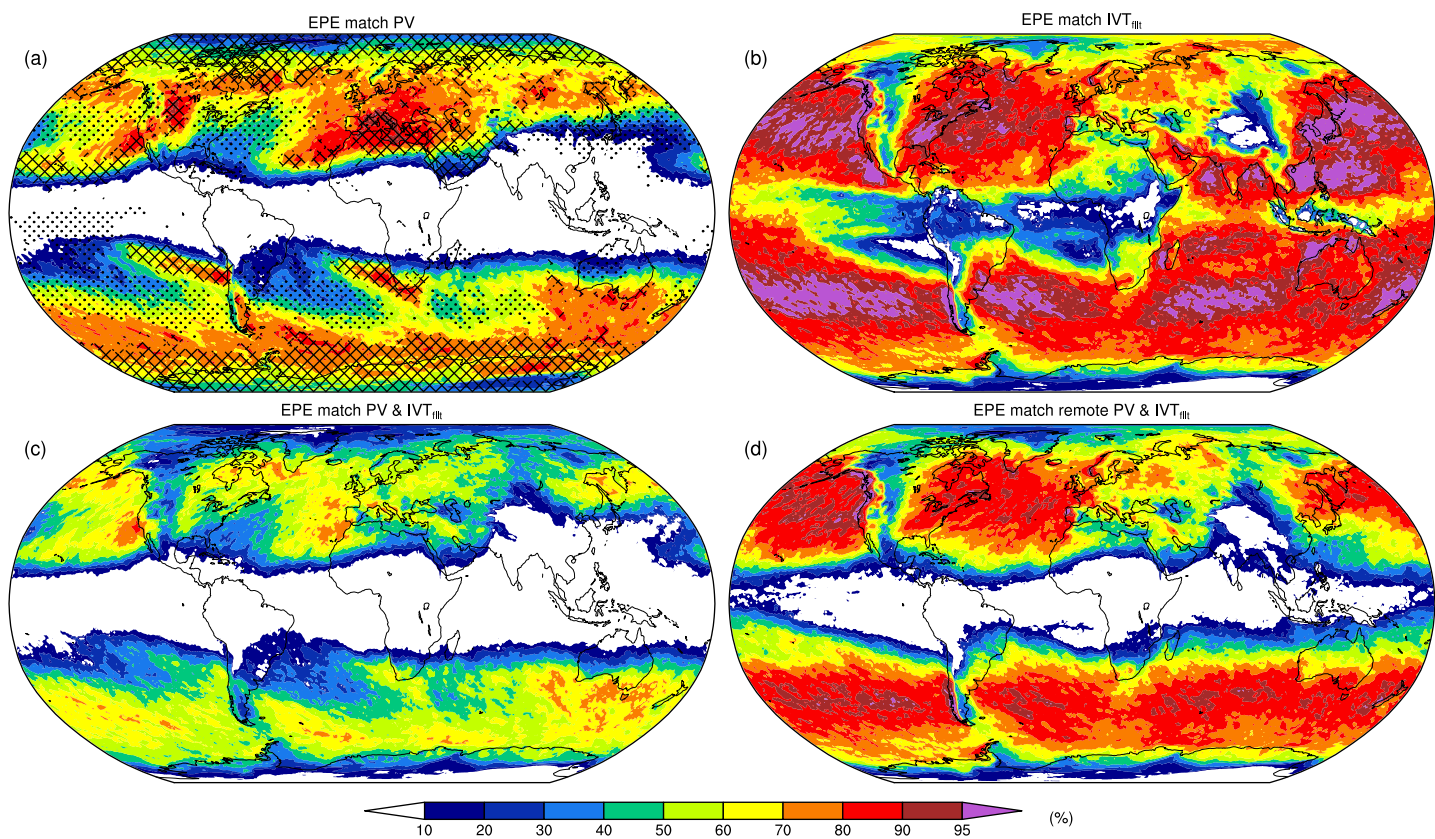 EPE match PV
EPE match IVTfllt
(a)
(b)
EPE match PV & IVTfllt
EPE match remote PV & IVTfllt
(c)
(d)
10 20 30 40 50 60 70 80 90 95 (%)